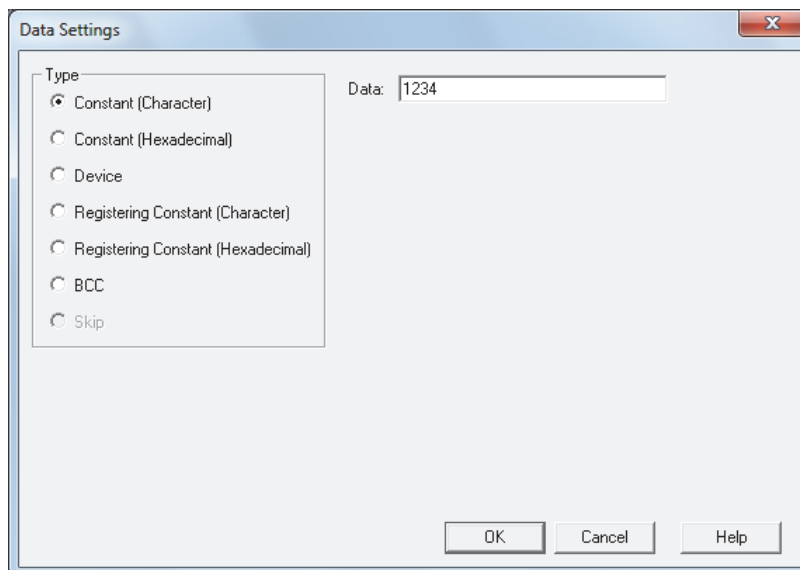 Data Settings
Type
Constant (Character)
Constant (Hexadecimal)
Device
Registering Constant (Character)
Registering Constant (Hexadecimal)
BCC
Skip
Data: 1234
OK Cancel Help